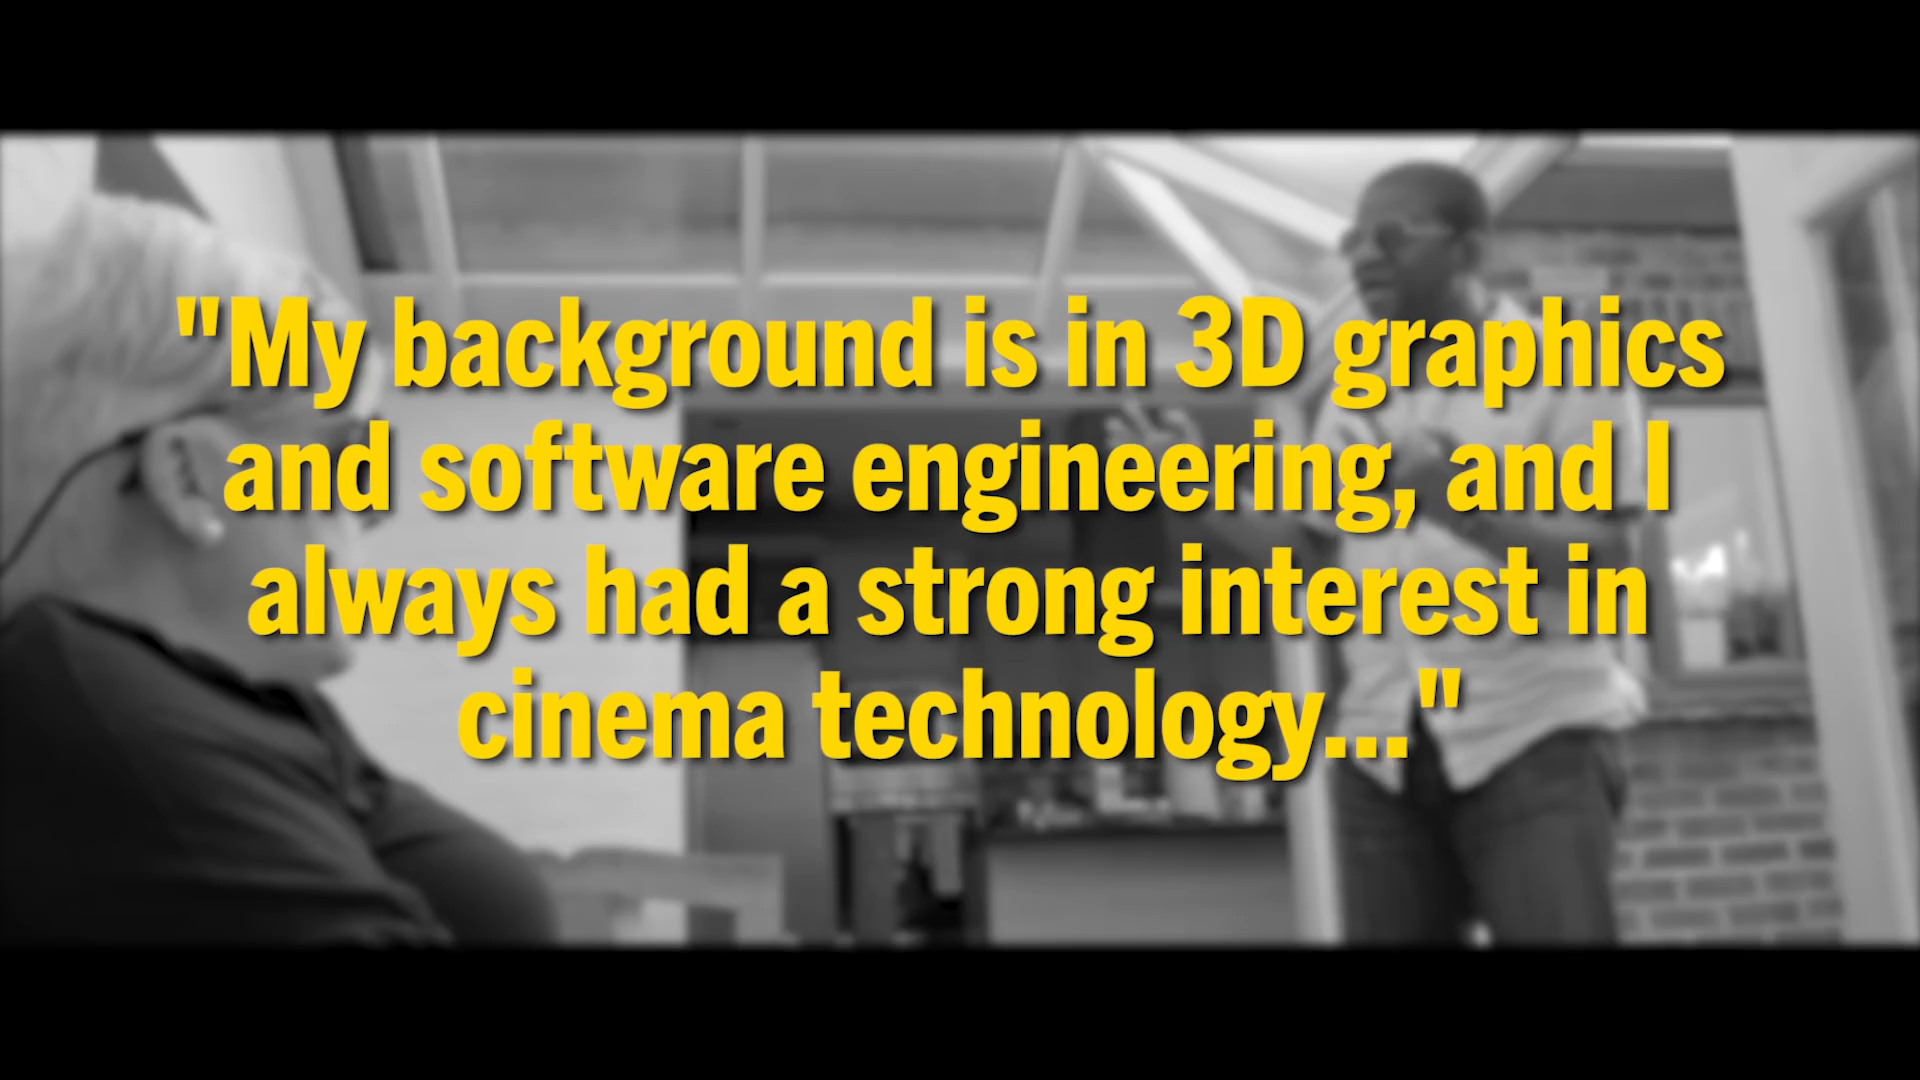 "My background is in 3D graphics
and software engineering, and I
always had a strong interest in
cinema technology..."